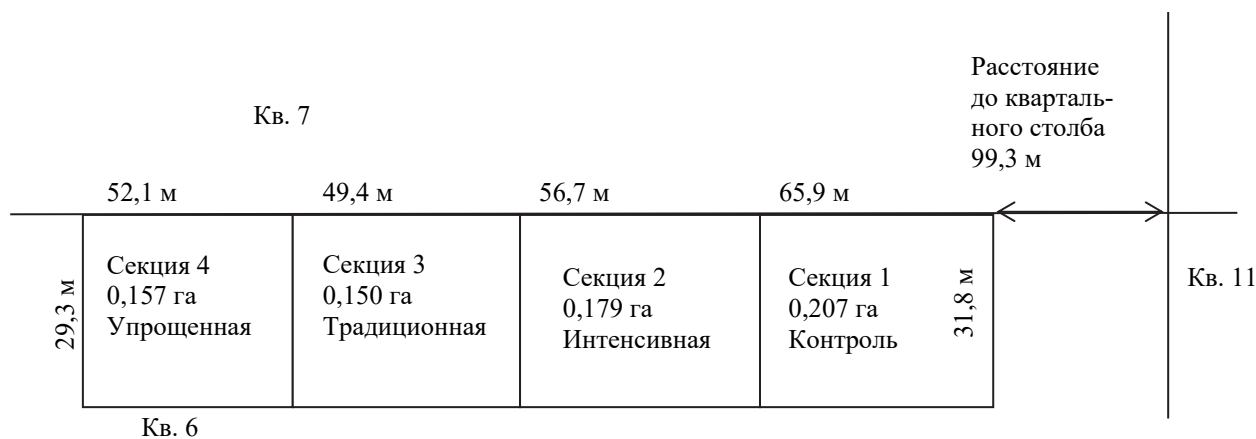 Расстояние
до кварталь-
ного столба
99,3 м
Кв. 7
52,1 м
49,4 м
56,7 м
65,9 м
29,3 м
Секция 4
0,157 га
Упрощенная
Секция 3
0,150 га
Традиционная
Секция 2
0,179 га
Интенсивная
Секция 1
0,207 га
Контроль
31,8 м
Кв. 11
Кв. 6